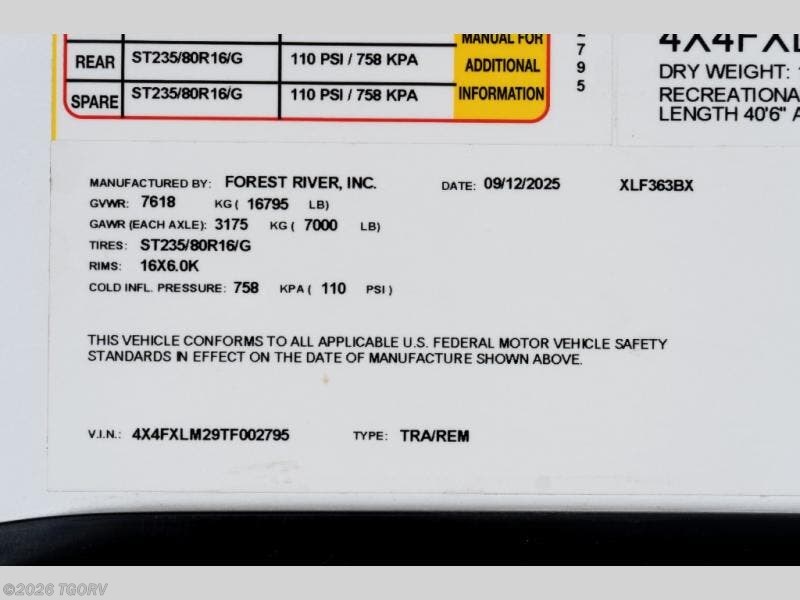 MANUAL FOR
REAR ST235/80R16/G 110 PSI / 758 KPA ADDITIONAL
SPARE ST235/80R16/G 110 PSI / 758 KPA INFORMATION
7
9
5
4X4FXL
DRY WEIGHT:
RECREATIONA
LENGTH 40'6" A
MANUFACTURED BY: FOREST RIVER, INC. DATE: 09/12/2025 XLF363BX
GVWR: 7618 KG ( 16795 LB)
GAWR (EACH AXLE): 3175 KG ( 7000 LB)
TIRES: ST235/80R16/G
RIMS: 16X6.0K
COLD INFL. PRESSURE: 758 KPA ( 110 PSI )
THIS VEHICLE CONFORMS TO ALL APPLICABLE U.S. FEDERAL MOTOR VEHICLE SAFETY
STANDARDS IN EFFECT ON THE DATE OF MANUFACTURE SHOWN ABOVE.
V.I.N.: 4X4FXLM29TF002795 TYPE: TRA/REM
©2026 TGORV